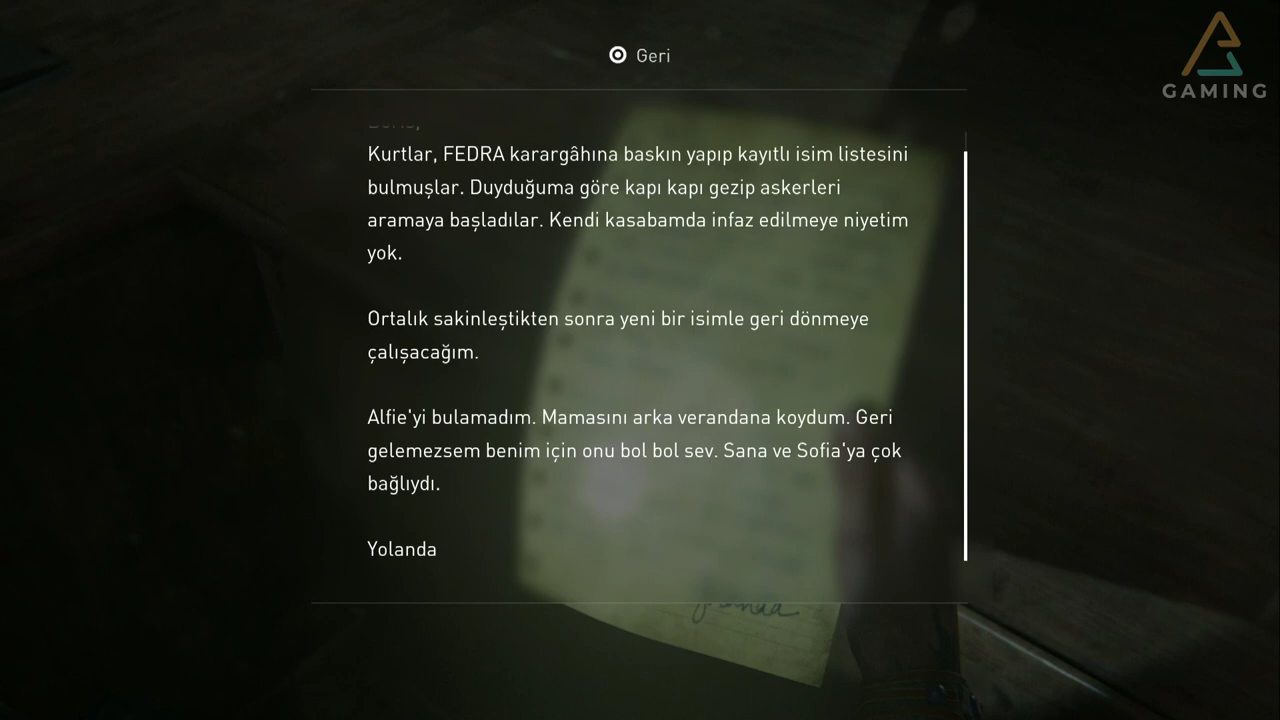 Geri
GAMING
Kurtlar, FEDRA karargâhına baskın yapıp kayıtlı isim listesini
bulmuşlar. Duyduğuma göre kapı kapı gezip askerleri
aramaya başladılar. Kendi kasabamda infaz edilmeye niyetim
yok.
Ortalık sakinleştikten sonra yeni bir isimle geri dönmeye
çalışacağım.
Alfie'yi bulamadım. Mamasını arka verandana koydum. Geri
gelemezsem benim için onu bol bol sev. Sana ve Sofia'ya çok
bağlıydı.
Yolanda